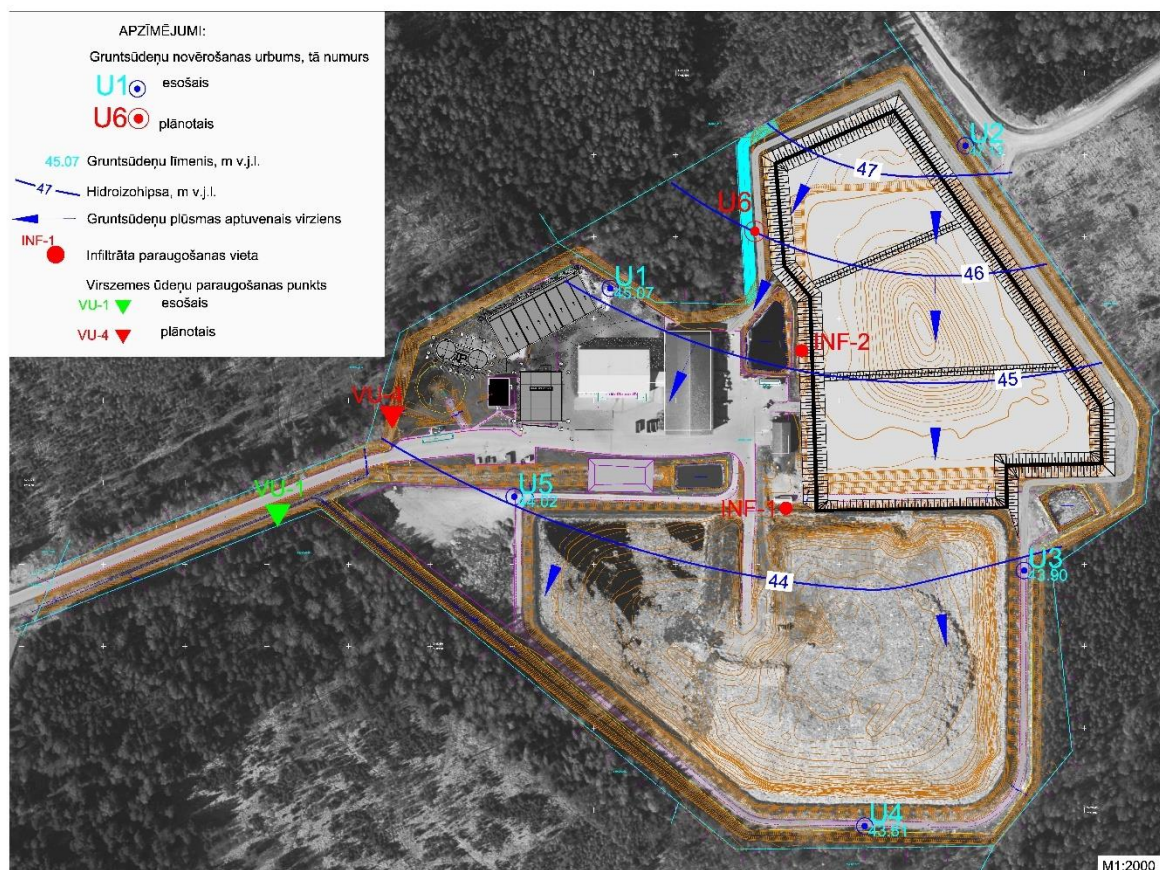 APZĪMĒJUMI:
Gruntsūdeņu novērošanas urbums, tā numurs
U1 esošais
U6 plānotais
45.07 Gruntsūdeņu līmenis, m v.j.l.
47 Hidroizohipsa, m v.j.l.
Gruntsūdeņu plūsmas aptuvenais virziens
INF-1
Infiltrāta paraugošanas vieta
Virszemes ūdeņu paraugošanas punkts
VU-1 esošais
VU-4 plānotais
U2
47
U6
46
U1
45.07
INF-2
45
VU-4
VU-1
U5
INF-1
U3
43.90
44
U4
M1:2000